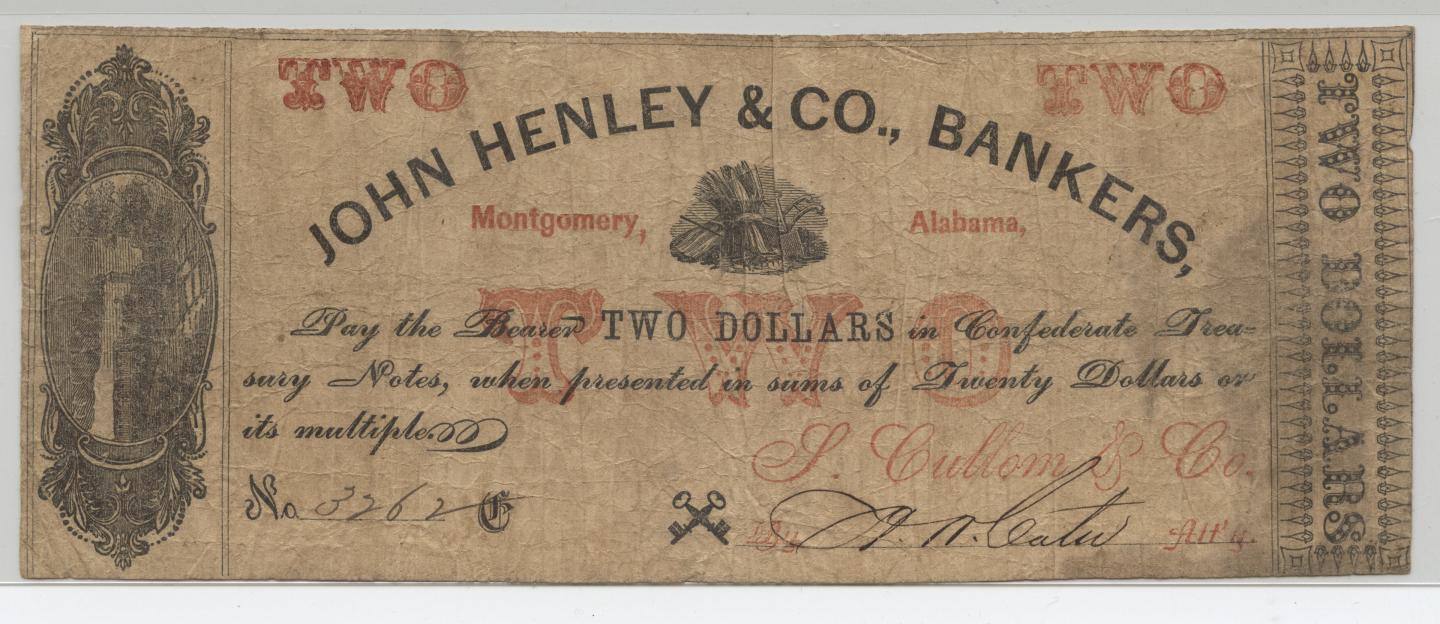 TWO TWO
JOHN HENLEY & CO., BANKERS,
Montgomery, Alabama,
TWO
Pay the Bearer TWO DOLLARS in Confederate Trea-
sury Notes, when presented in sums of Twenty Dollars or
its multiple.
S. Cullom & Co.
No. 3262 C
By Att'y.
TWO DOLLARS